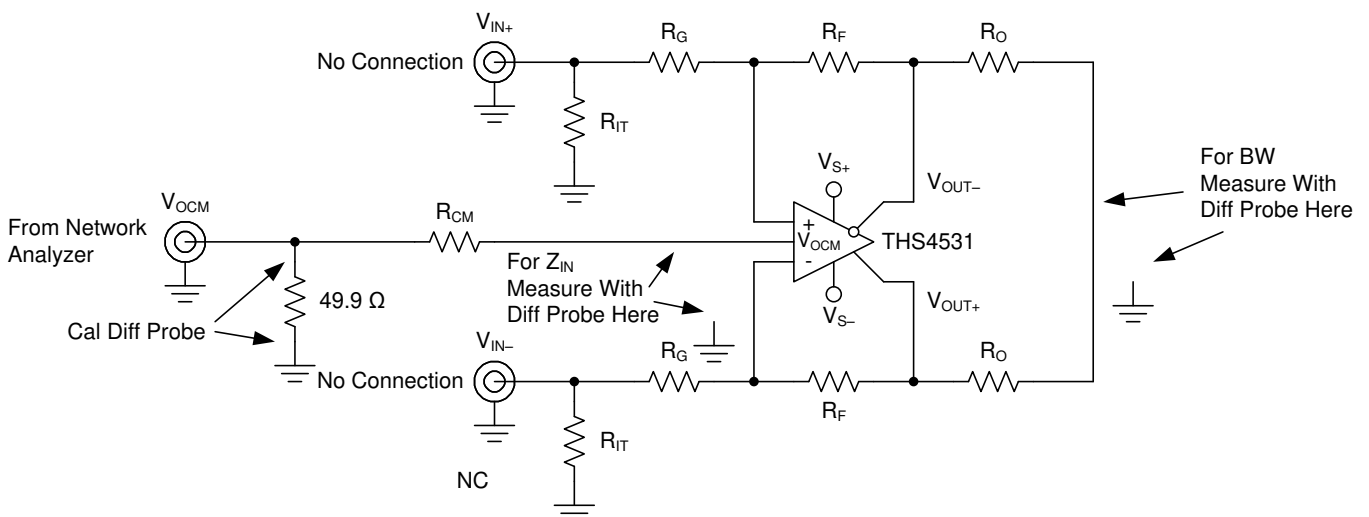 VIN+
No Connection
RG
RF
RO
RIT
VS+
VOUT–
For BW
Measure With
Diff Probe Here
VOCM
From Network
Analyzer
RCM
+
VOCM
-
THS4531
49.9 Ω
Cal Diff Probe
For ZIN
Measure With
Diff Probe Here
VS–
VOUT+
VIN–
No Connection
RG
RF
RO
RIT
NC